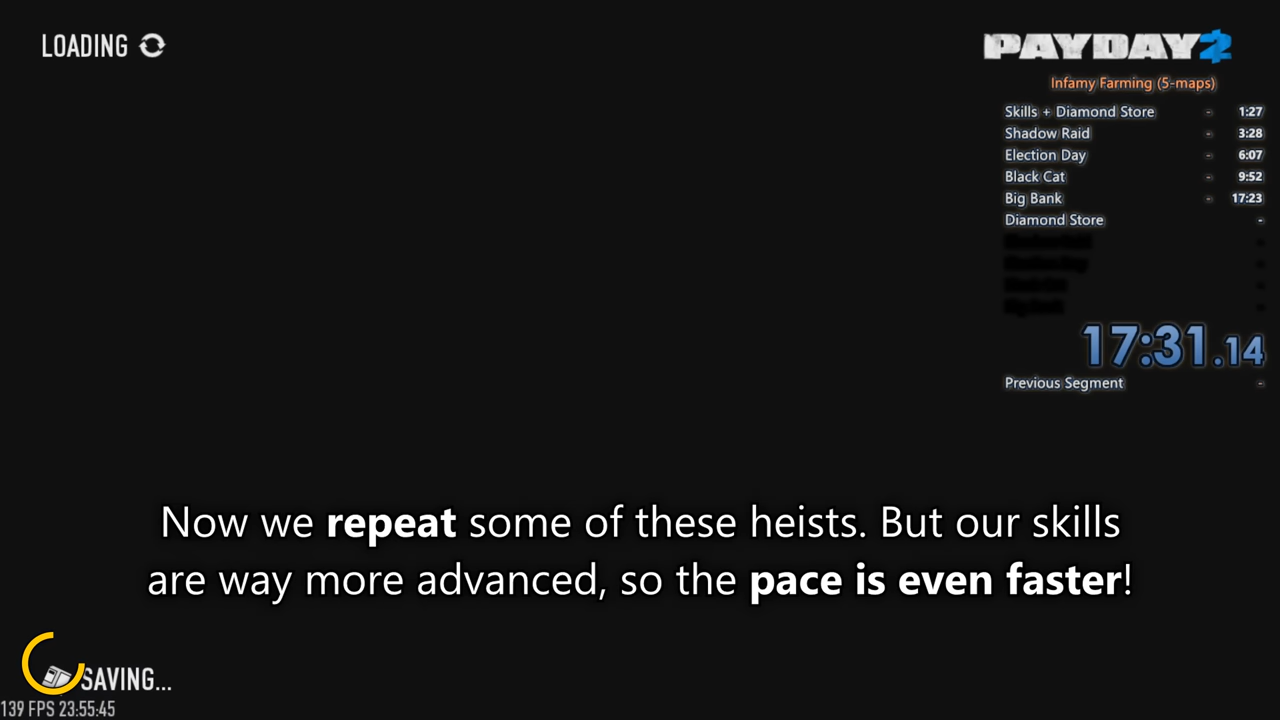 LOADING
PAYDAY 2
Infamy Farming (5-maps)
Skills + Diamond Store - 1:27
Shadow Raid - 3:28
Election Day - 6:07
Black Cat - 9:52
Big Bank - 17:23
Diamond Store -
17:31.14
Previous Segment -
Now we repeat some of these heists. But our skills
are way more advanced, so the pace is even faster!
SAVING...
139 FPS 23:55:45